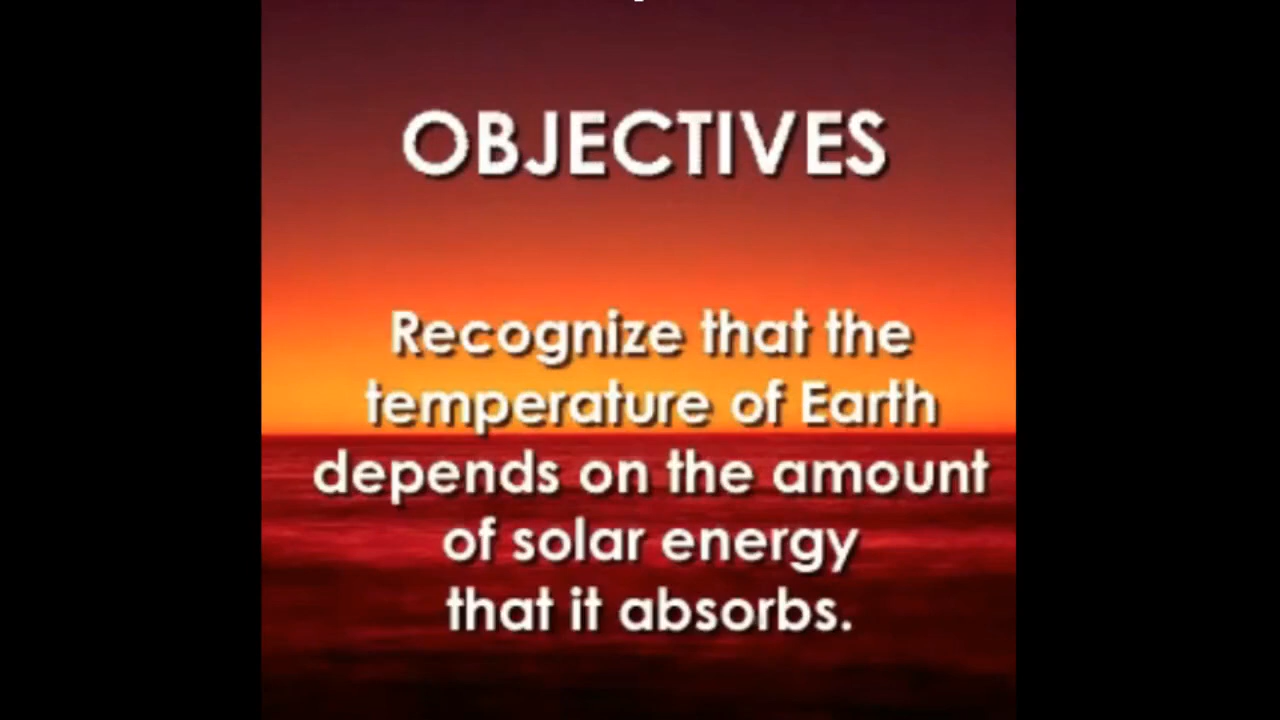 OBJECTIVES
Recognize that the
temperature of Earth
depends on the amount
of solar energy
that it absorbs.